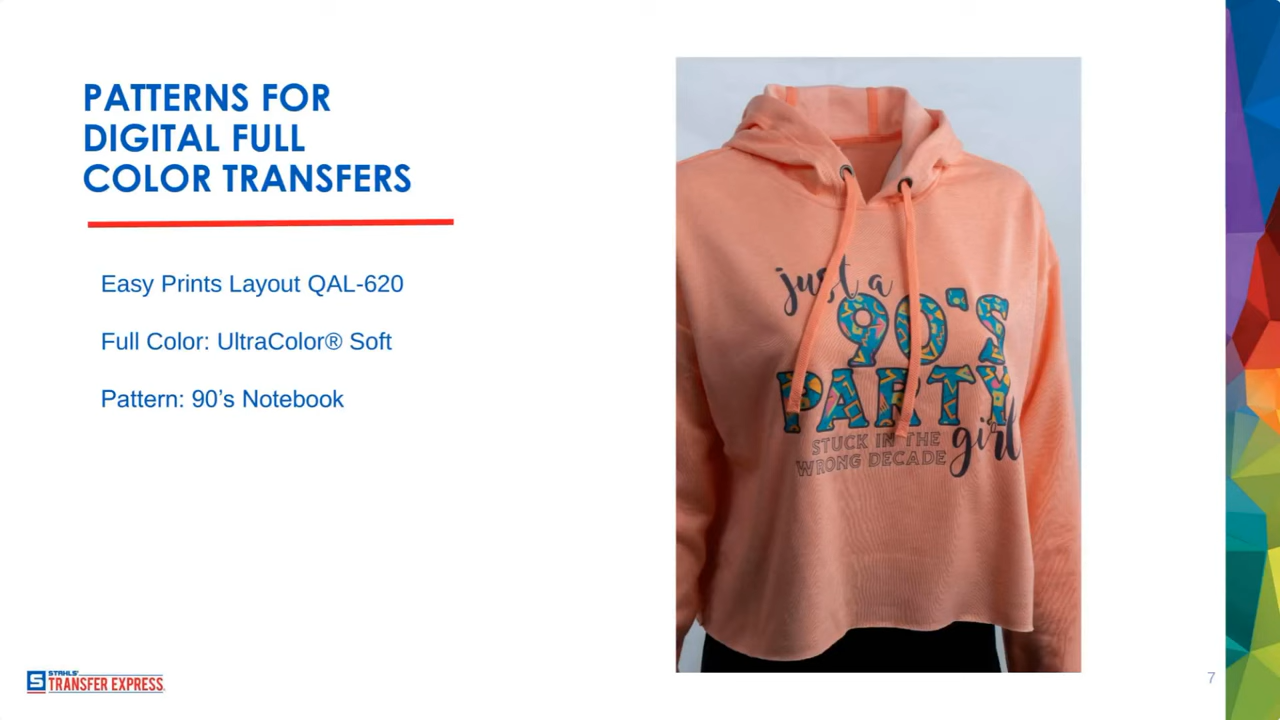 PATTERNS FOR
DIGITAL FULL
COLOR TRANSFERS
Easy Prints Layout QAL-620
Full Color: UltraColor® Soft
Pattern: 90’s Notebook
just a
90'S
PARTY
girl
STUCK IN THE
WRONG DECADE
S STAHLS'
TRANSFER EXPRESS
7